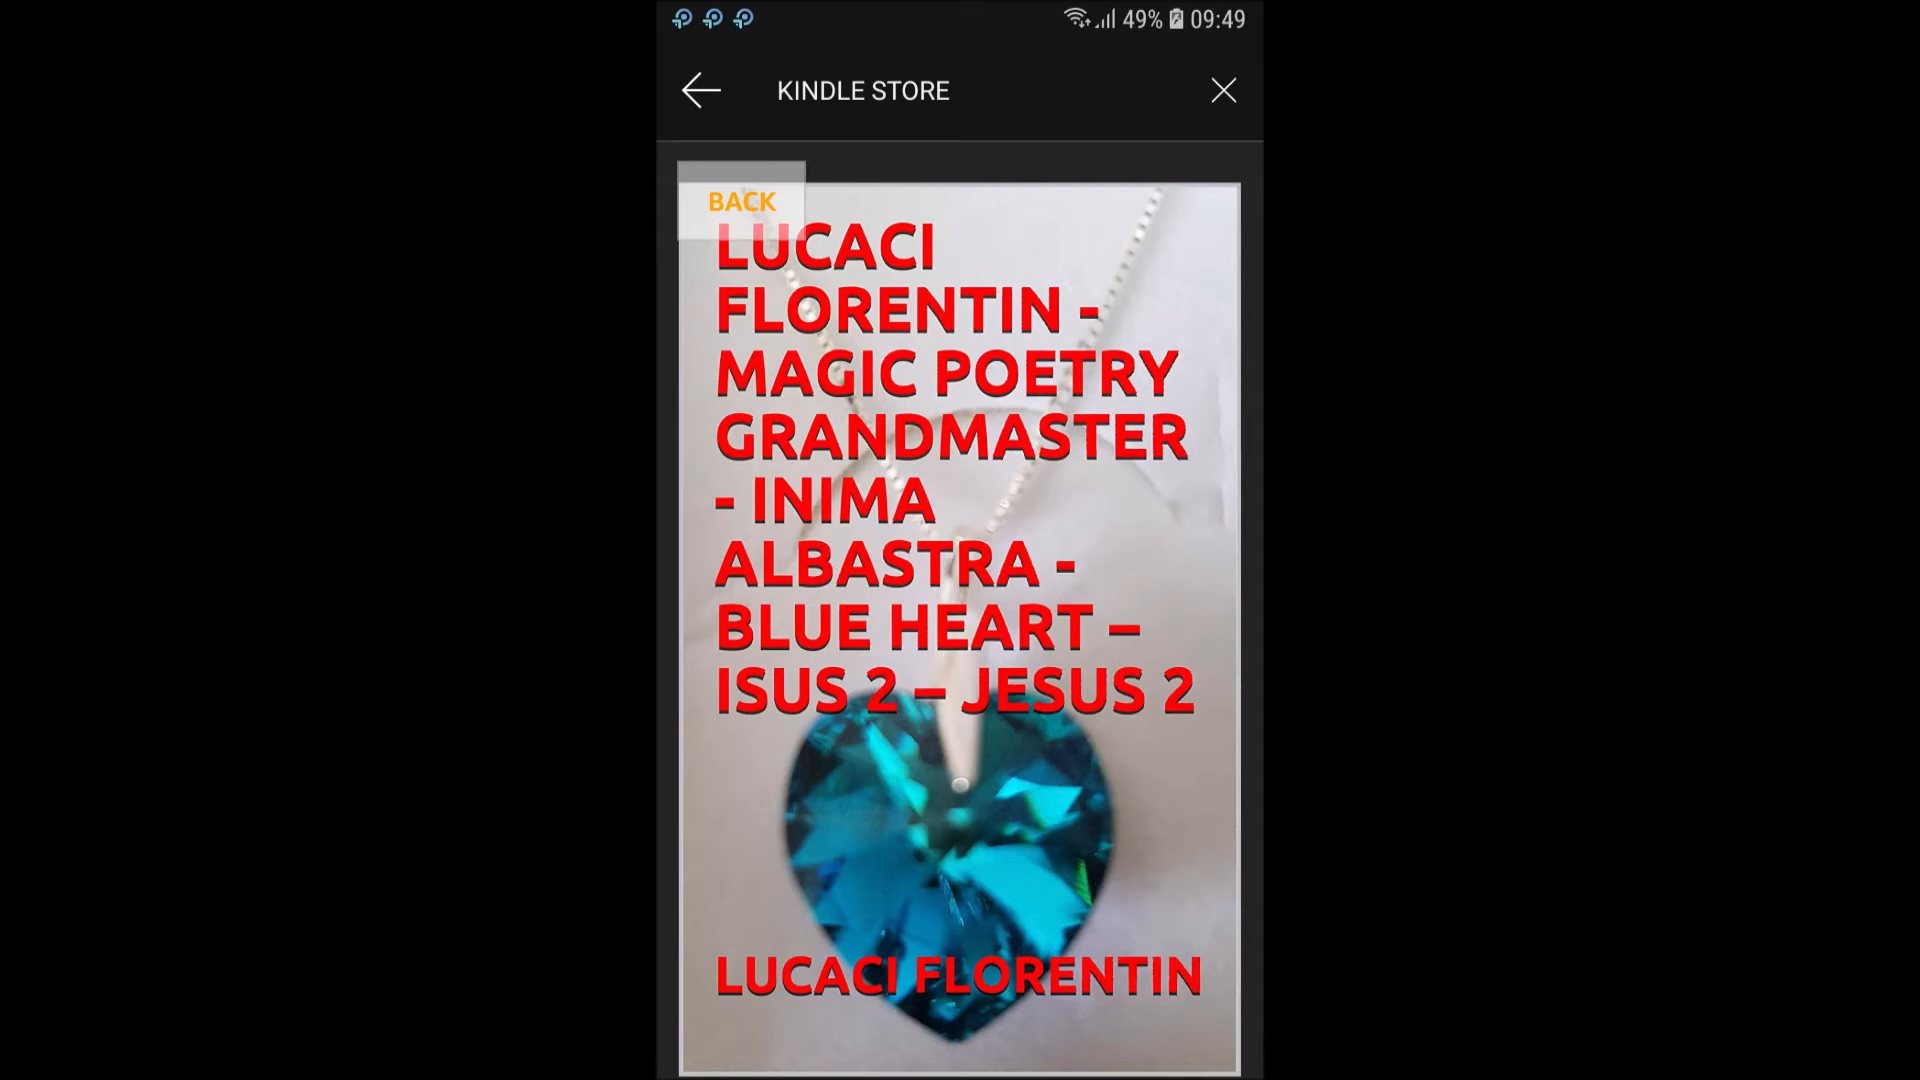 49% 09:49
KINDLE STORE
BACK
LUCACI
FLORENTIN -
MAGIC POETRY
GRANDMASTER
- INIMA
ALBASTRA -
BLUE HEART –
ISUS 2 – JESUS 2
LUCACI FLORENTIN